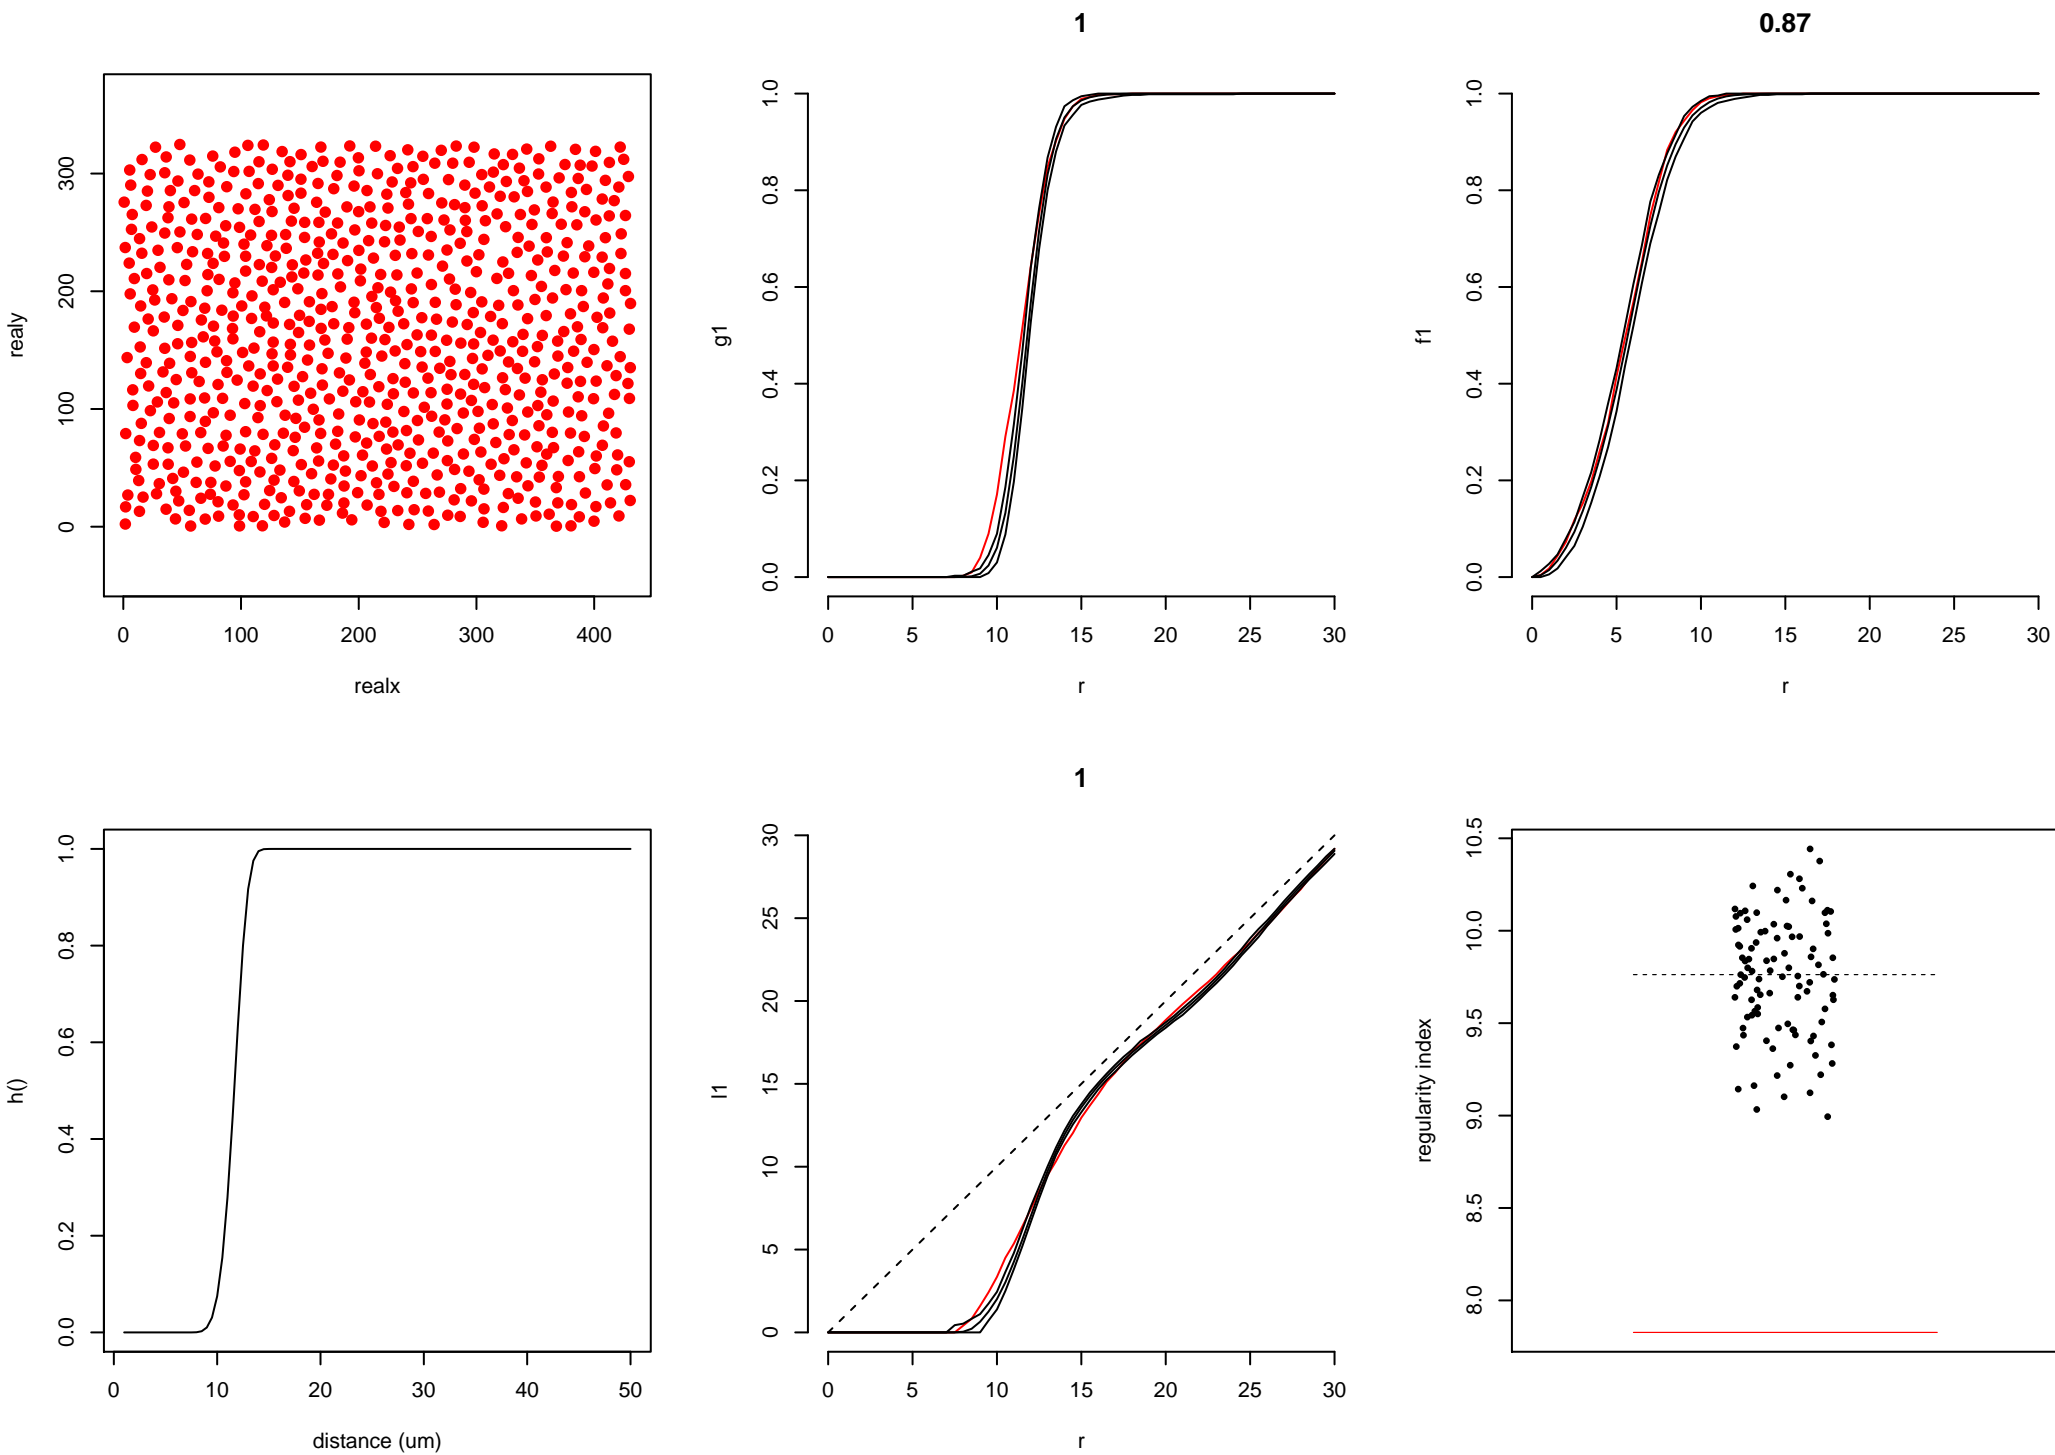 realy
0 100 200 300
0 100 200 300 400
realx
1
g1
0.0 0.2 0.4 0.6 0.8 1.0
0 5 10 15 20 25 30
r
0.87
f1
0.0 0.2 0.4 0.6 0.8 1.0
0 5 10 15 20 25 30
r
h()
0.0 0.2 0.4 0.6 0.8 1.0
0 10 20 30 40 50
distance (um)
1
l1
0 5 10 15 20 25 30
0 5 10 15 20 25 30
r
regularity index
8.0 8.5 9.0 9.5 10.0 10.5